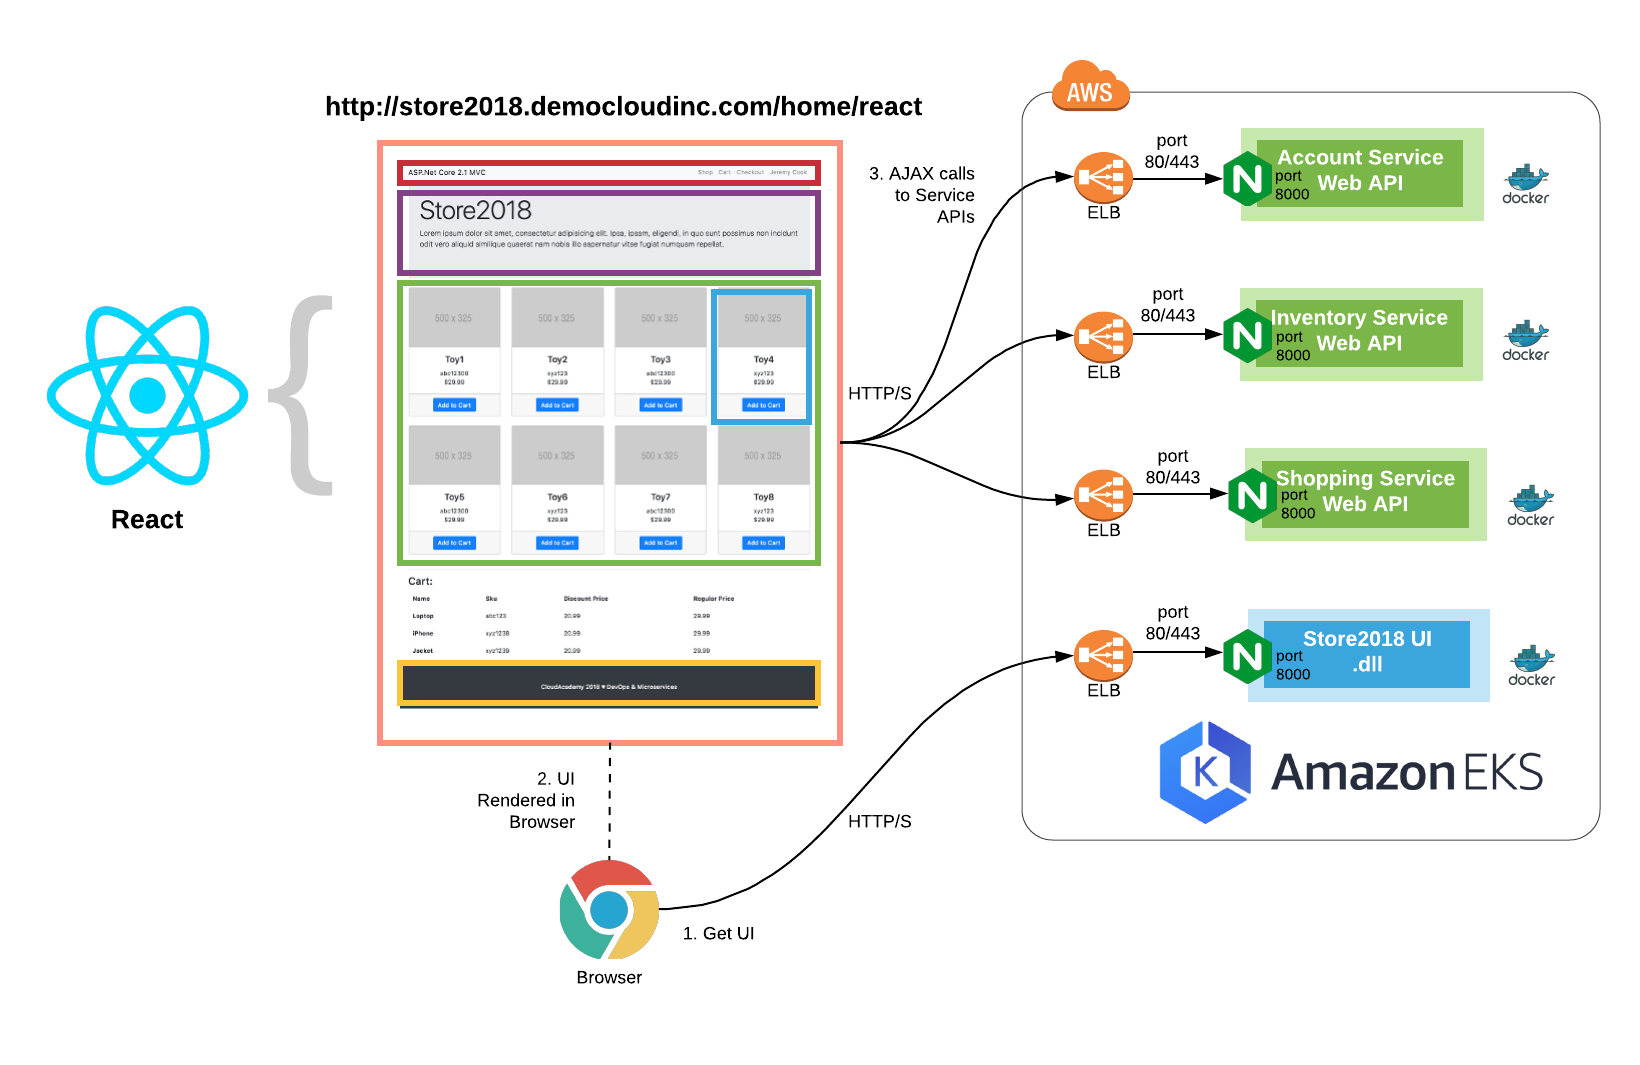 http://store2018.democloudinc.com/home/react
AWS
ASP.Net Core 2.1 MVC
Shop Cart Checkout Jeremy Cook
Store2018
Lorem ipsum dolor sit amet, consectetur adipisicing elit. Ipsa, ipsam, eligendi, in quo sunt possimus non incidunt
odit vero aliquid similique quaerat nam nobis illo aspernatur vitae fugiat numquam repellat.
500 x 325
500 x 325
500 x 325
500 x 325
Toy1
abc12300
$29.99
Add to Cart
Toy2
xyz123
$29.99
Add to Cart
Toy3
abc12300
$29.99
Add to Cart
Toy4
xyz123
$29.99
Add to Cart
500 x 325
500 x 325
500 x 325
500 x 325
Toy5
abc12300
$29.99
Add to Cart
Toy6
xyz123
$29.99
Add to Cart
Toy7
abc12300
$29.99
Add to Cart
Toy8
xyz123
$29.99
Add to Cart
Cart:
Name Sku Discount Price Regular Price
Laptop abc123 20.99 29.99
iPhone xyz1238 20.99 29.99
Jacket xyz1239 20.99 29.99
CloudAcademy 2018 ♥ DevOps & Microservices
React
2. UI
Rendered in
Browser
Browser
1. Get UI
HTTP/S
HTTP/S
3. AJAX calls
to Service
APIs
ELB
port
80/443
N
port
8000
Account Service
Web API
docker
ELB
port
80/443
N
port
8000
Inventory Service
Web API
docker
ELB
port
80/443
N
port
8000
Shopping Service
Web API
docker
ELB
port
80/443
N
port
8000
Store2018 UI
.dll
docker
K
Amazon EKS